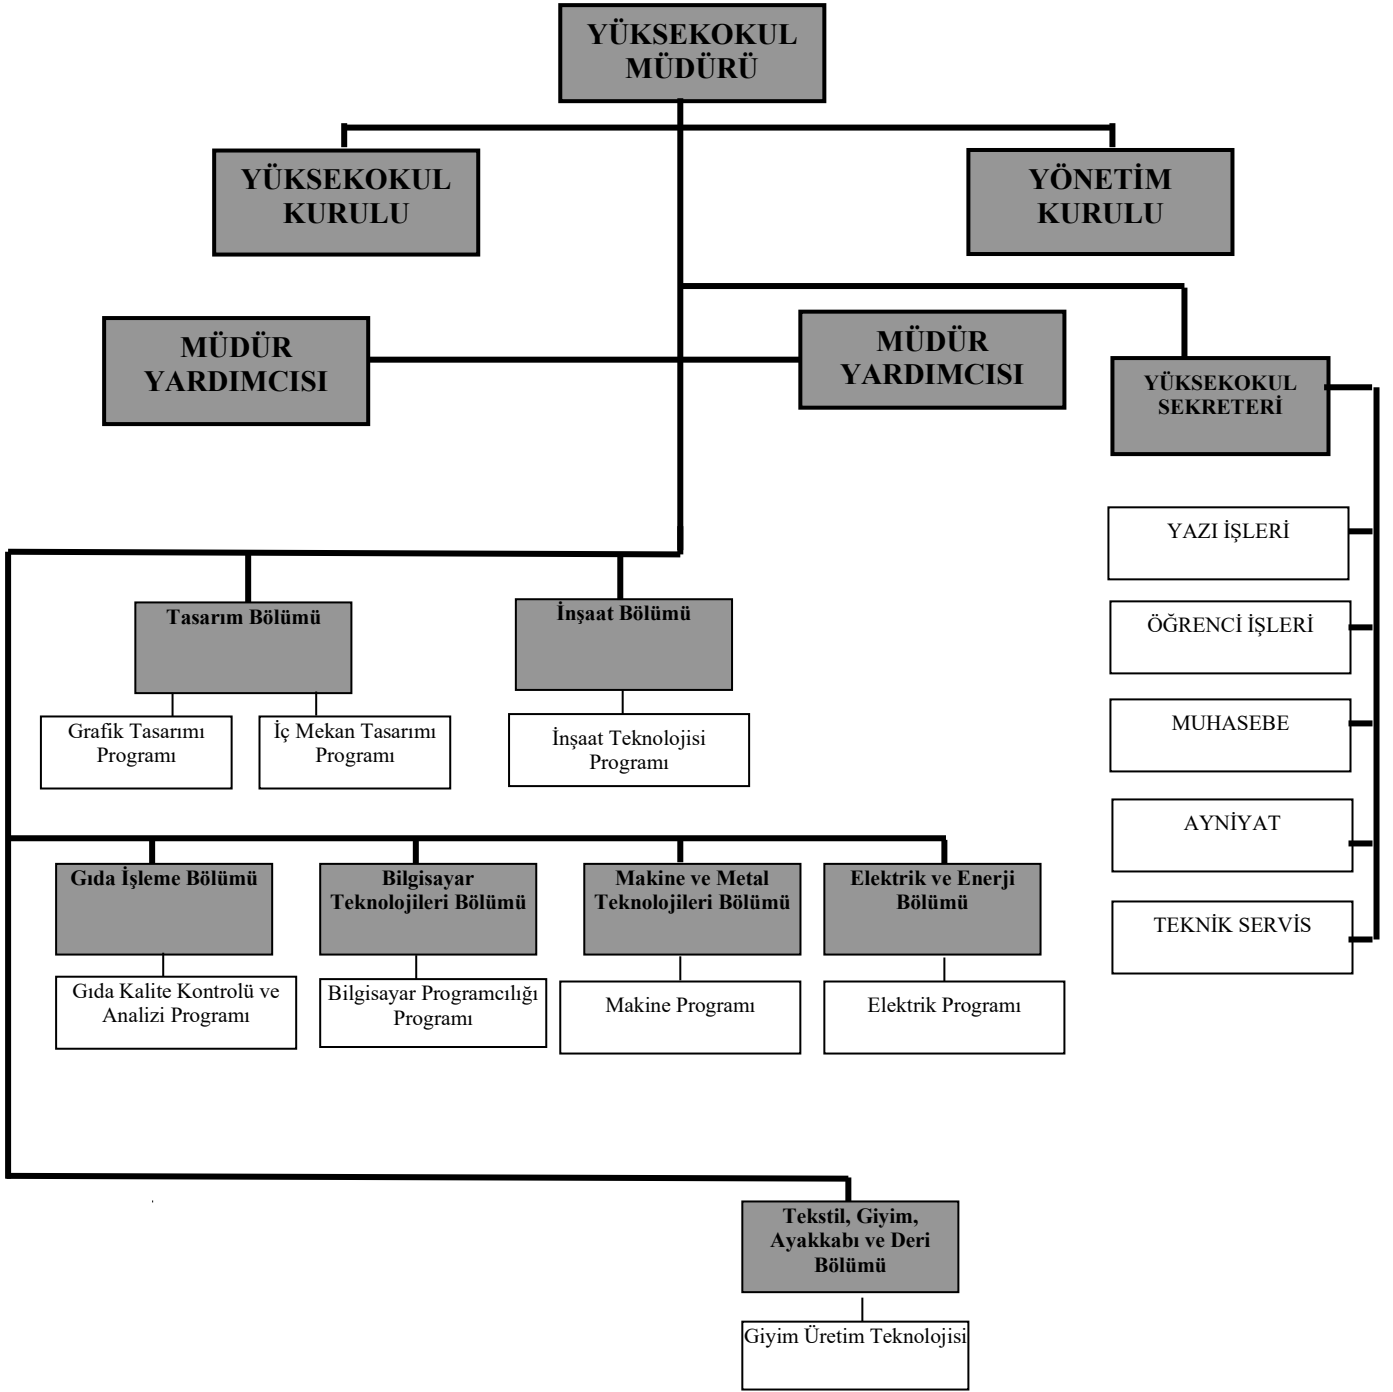 YÜKSEKOKUL
MÜDÜRÜ
YÜKSEKOKUL
KURULU
YÖNETİM
KURULU
MÜDÜR
YARDIMCISI
MÜDÜR
YARDIMCISI
YÜKSEKOKUL
SEKRETERİ
YAZI İŞLERİ
ÖĞRENCİ İŞLERİ
MUHASEBE
AYNİYAT
TEKNİK SERVİS
Tasarım Bölümü
İnşaat Bölümü
Grafik Tasarımı
Programı
İç Mekan Tasarımı
Programı
İnşaat Teknolojisi
Programı
Gıda İşleme Bölümü
Bilgisayar
Teknolojileri Bölümü
Makine ve Metal
Teknolojileri Bölümü
Elektrik ve Enerji
Bölümü
Gıda Kalite Kontrolü ve
Analizi Programı
Bilgisayar Programcılığı
Programı
Makine Programı
Elektrik Programı
Tekstil, Giyim,
Ayakkabı ve Deri
Bölümü
Giyim Üretim Teknolojisi